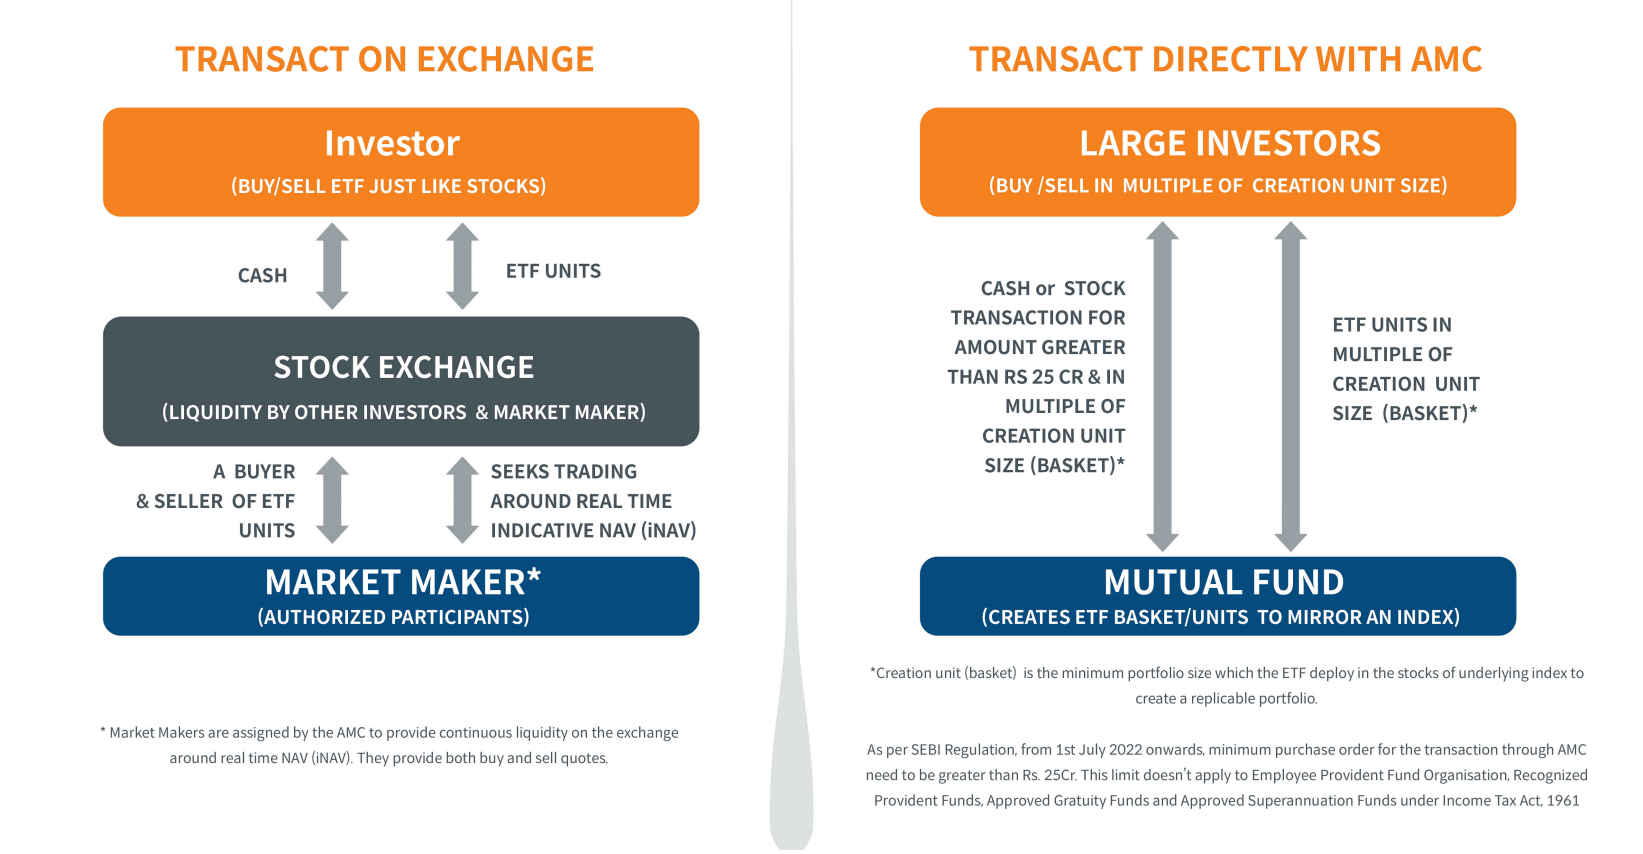 TRANSACT ON EXCHANGE
Investor
(BUY/SELL ETF JUST LIKE STOCKS)
CASH
ETF UNITS
STOCK EXCHANGE
(LIQUIDITY BY OTHER INVESTORS & MARKET MAKER)
A BUYER
& SELLER OF ETF
UNITS
SEEKS TRADING
AROUND REAL TIME
INDICATIVE NAV (iNAV)
MARKET MAKER*
(AUTHORIZED PARTICIPANTS)
* Market Makers are assigned by the AMC to provide continuous liquidity on the exchange
around real time NAV (iNAV). They provide both buy and sell quotes.
TRANSACT DIRECTLY WITH AMC
LARGE INVESTORS
(BUY /SELL IN MULTIPLE OF CREATION UNIT SIZE)
CASH or STOCK
TRANSACTION FOR
AMOUNT GREATER
THAN RS 25 CR & IN
MULTIPLE OF
CREATION UNIT
SIZE (BASKET)*
ETF UNITS IN
MULTIPLE OF
CREATION UNIT
SIZE (BASKET)*
MUTUAL FUND
(CREATES ETF BASKET/UNITS TO MIRROR AN INDEX)
*Creation unit (basket) is the minimum portfolio size which the ETF deploy in the stocks of underlying index to
create a replicable portfolio.
As per SEBI Regulation, from 1st July 2022 onwards, minimum purchase order for the transaction through AMC
need to be greater than Rs. 25Cr. This limit doesn't apply to Employee Provident Fund Organisation, Recognized
Provident Funds, Approved Gratuity Funds and Approved Superannuation Funds under Income Tax Act, 1961